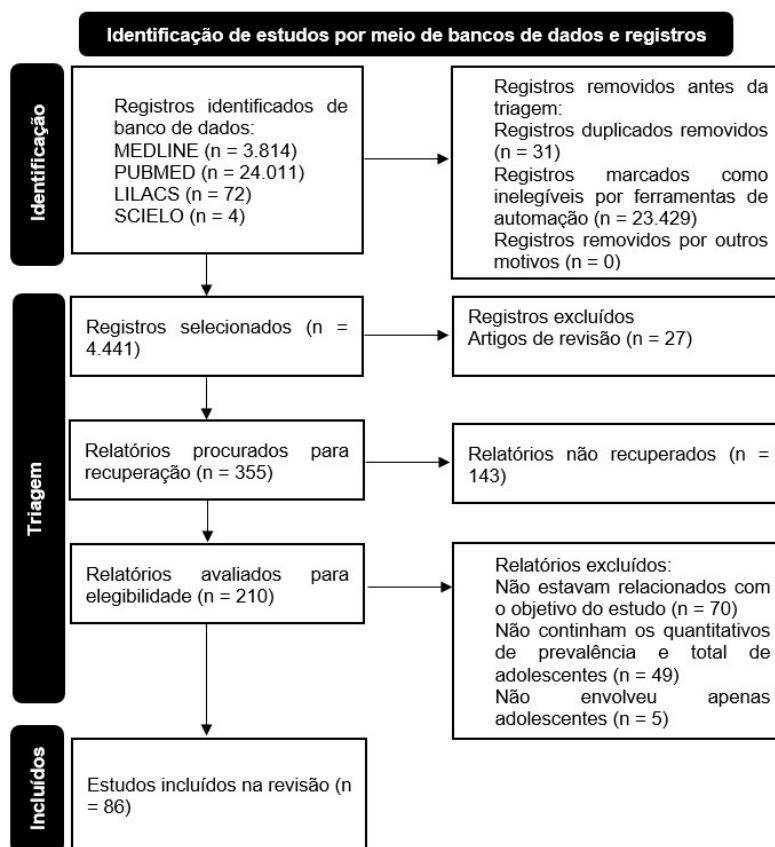 Identificação de estudos por meio de bancos de dados e registros
Identificação
Registros identificados de
banco de dados:
MEDLINE (n = 3.814)
PUBMED (n = 24.011)
LILACS (n = 72)
SCIELO (n = 4)
Registros removidos antes da
triagem:
Registros duplicados removidos
(n = 31)
Registros marcados como
inelegíveis por ferramentas de
automação (n = 23.429)
Registros removidos por outros
motivos (n = 0)
Triagem
Registros selecionados (n =
4.441)
Registros excluídos
Artigos de revisão (n = 27)
Relatórios procurados para
recuperação (n = 355)
Relatórios não recuperados (n =
143)
Relatórios avaliados para
elegibilidade (n = 210)
Relatórios excluídos:
Não estavam relacionados com
o objetivo do estudo (n = 70)
Não continham os quantitativos
de prevalência e total de
adolescentes (n = 49)
Não envolveu apenas
adolescentes (n = 5)
Incluídos
Estudos incluídos na revisão (n
= 86)